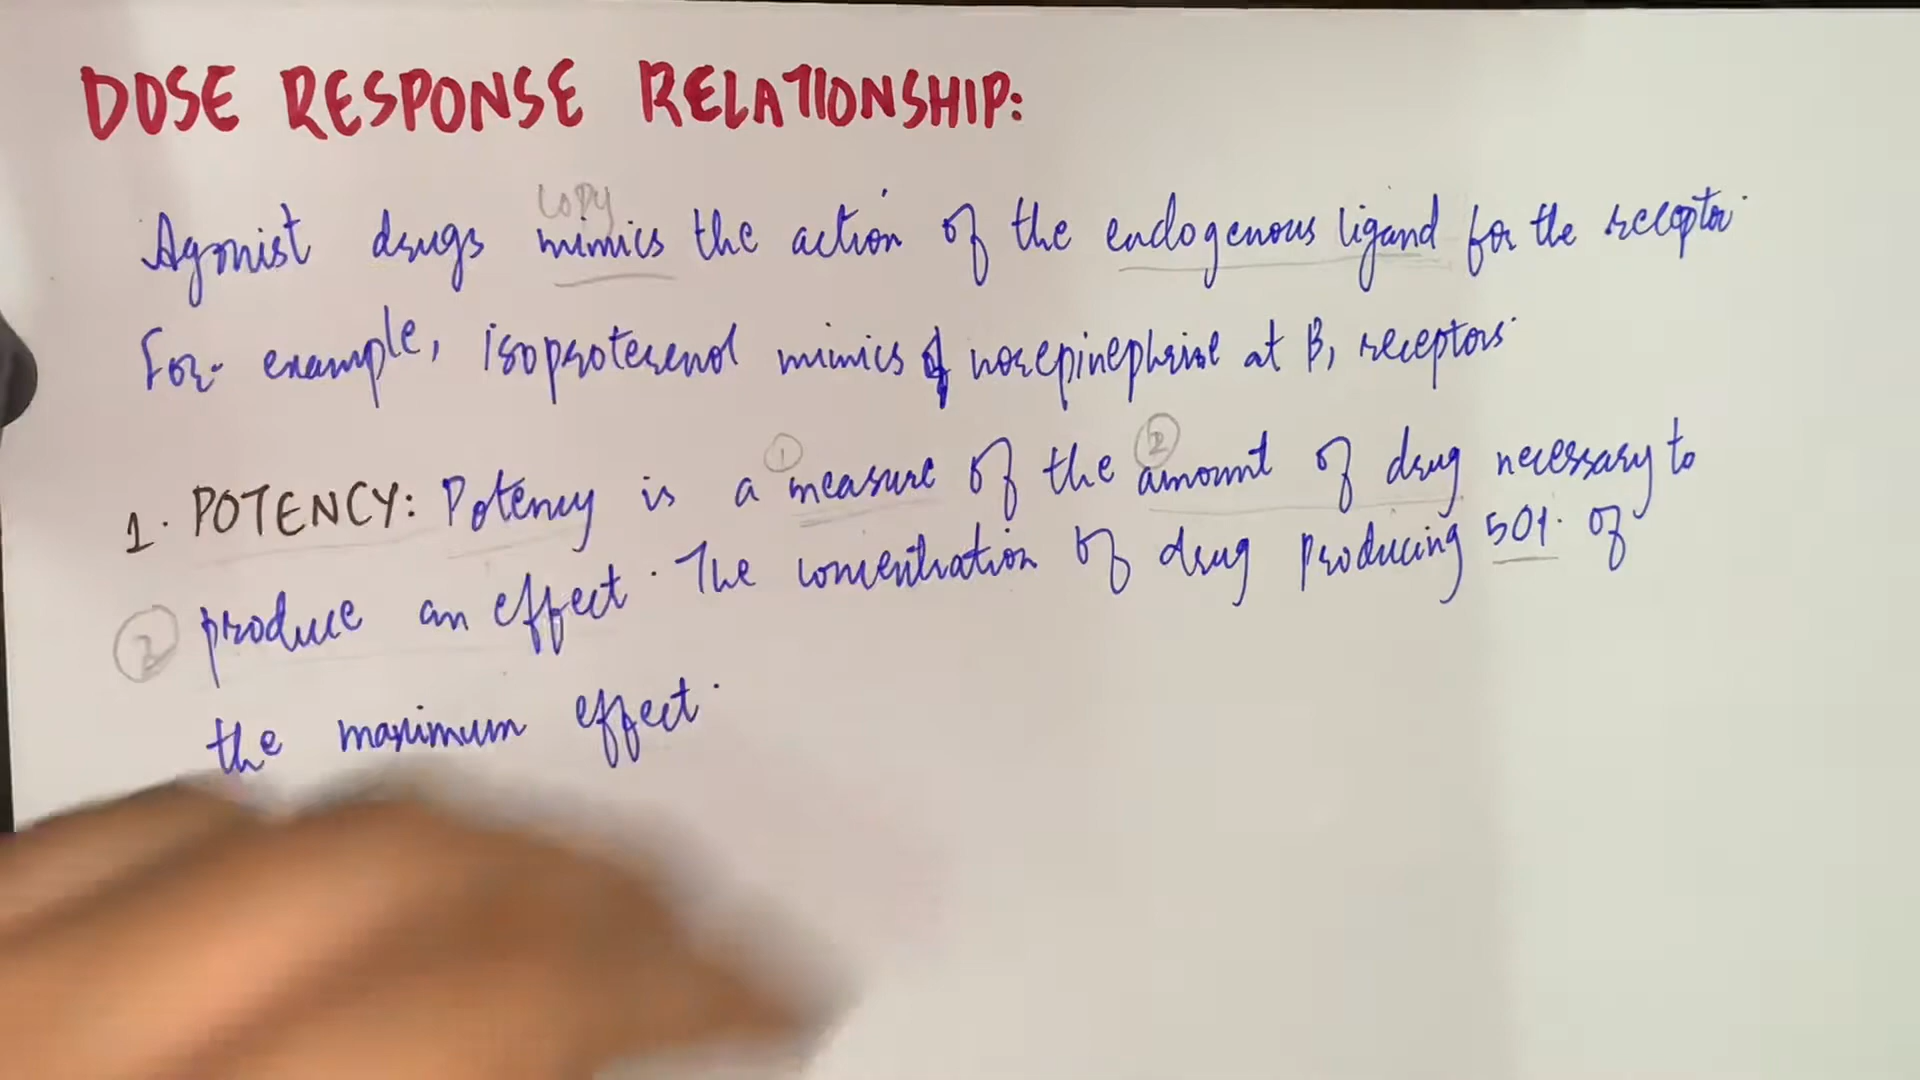 DOSE RESPONSE RELATIONSHIP:
copy
Agonist drugs mimics the action of the endogenous ligand for the receptor.
For example, isoproterenol mimics norepinephrine at β1 receptors.
① ②
1. POTENCY: Potency is a measure of the amount of drug necessary to
③ produce an effect. The concentration of drug producing 50% of
the maximum effect.